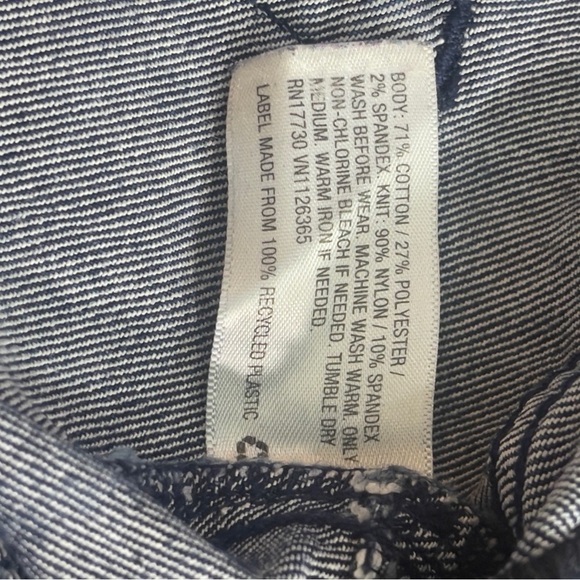 BODY: 71% COTTON / 27% POLYESTER /
2% SPANDEX. KNIT: 90% NYLON / 10% SPANDEX
WASH BEFORE WEAR. MACHINE WASH WARM. ONLY
NON-CHLORINE BLEACH IF NEEDED. TUMBLE DRY
MEDIUM. WARM IRON IF NEEDED.
RN17730 VN1126365
LABEL MADE FROM 100% RECYCLED PLASTIC